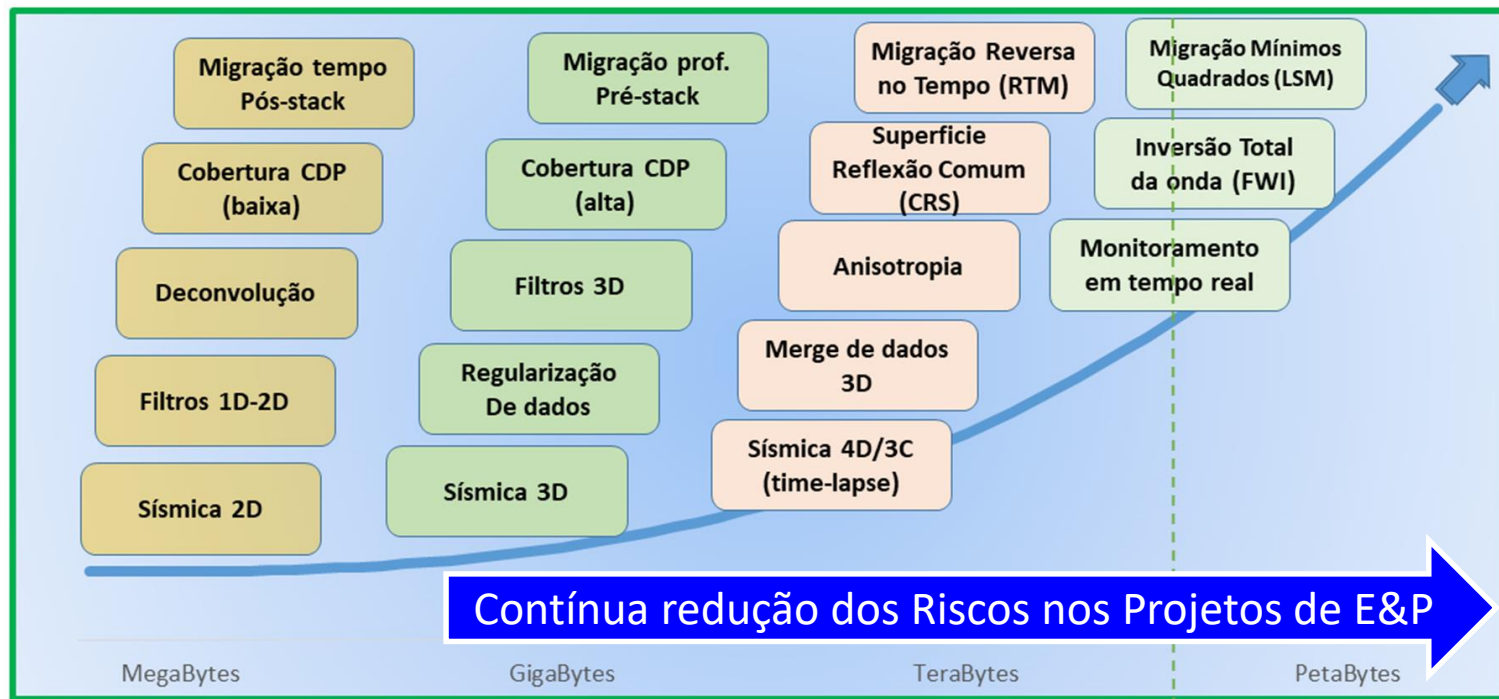 Migração tempo
Pós-stack
Cobertura CDP
(baixa)
Deconvolução
Filtros 1D-2D
Sísmica 2D
Migração prof.
Pré-stack
Cobertura CDP
(alta)
Filtros 3D
Regularização
De dados
Sísmica 3D
Migração Reversa
no Tempo (RTM)
Superficie
Reflexão Comum
(CRS)
Anisotropia
Merge de dados
3D
Sísmica 4D/3C
(time-lapse)
Migração Mínimos
Quadrados (LSM)
Inversão Total
da onda (FWI)
Monitoramento
em tempo real
Contínua redução dos Riscos nos Projetos de E&P
MegaBytes
GigaBytes
TeraBytes
PetaBytes